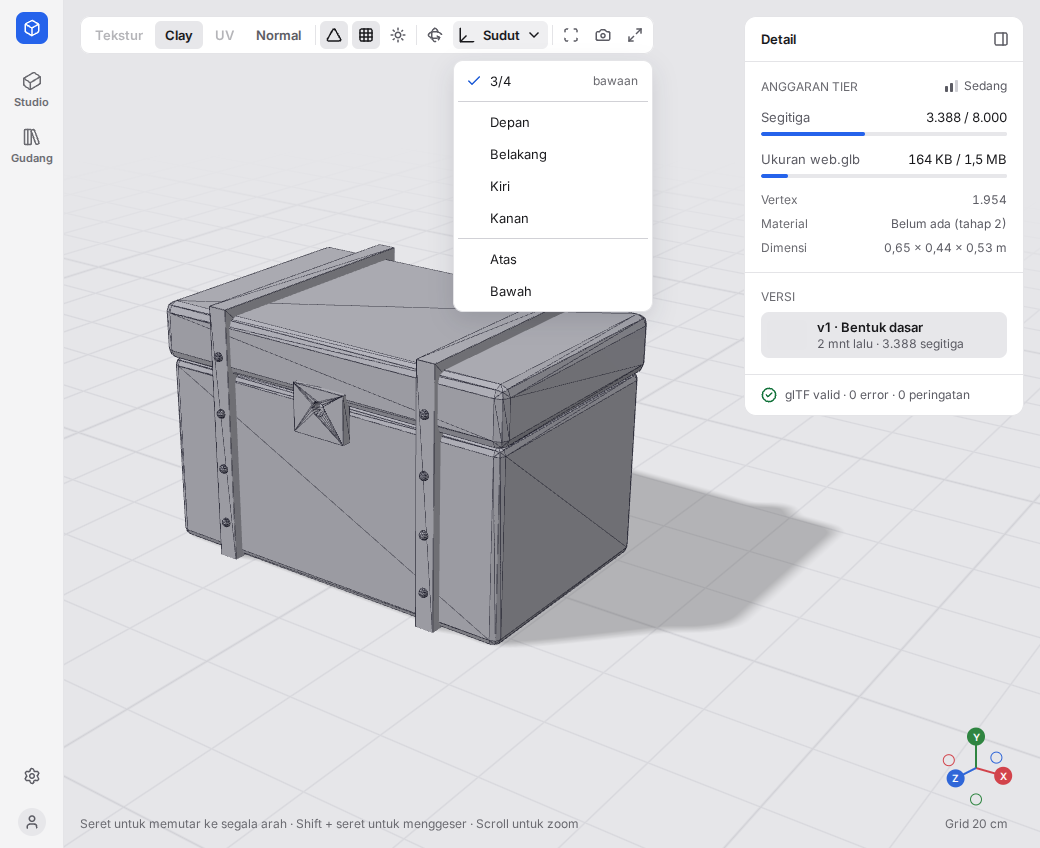 Tekstur Clay UV Normal Sudut
Studio
Gudang
3/4 bawaan
Depan
Belakang
Kiri
Kanan
Atas
Bawah
Detail
ANGGARAN TIER Sedang
Segitiga 3.388 / 8.000
Ukuran web.glb 164 KB / 1,5 MB
Vertex 1.954
Material Belum ada (tahap 2)
Dimensi 0,65 × 0,44 × 0,53 m
VERSI
v1 · Bentuk dasar
2 mnt lalu · 3.388 segitiga
glTF valid · 0 error · 0 peringatan
Y
Z X
Seret untuk memutar ke segala arah · Shift + seret untuk menggeser · Scroll untuk zoom
Grid 20 cm